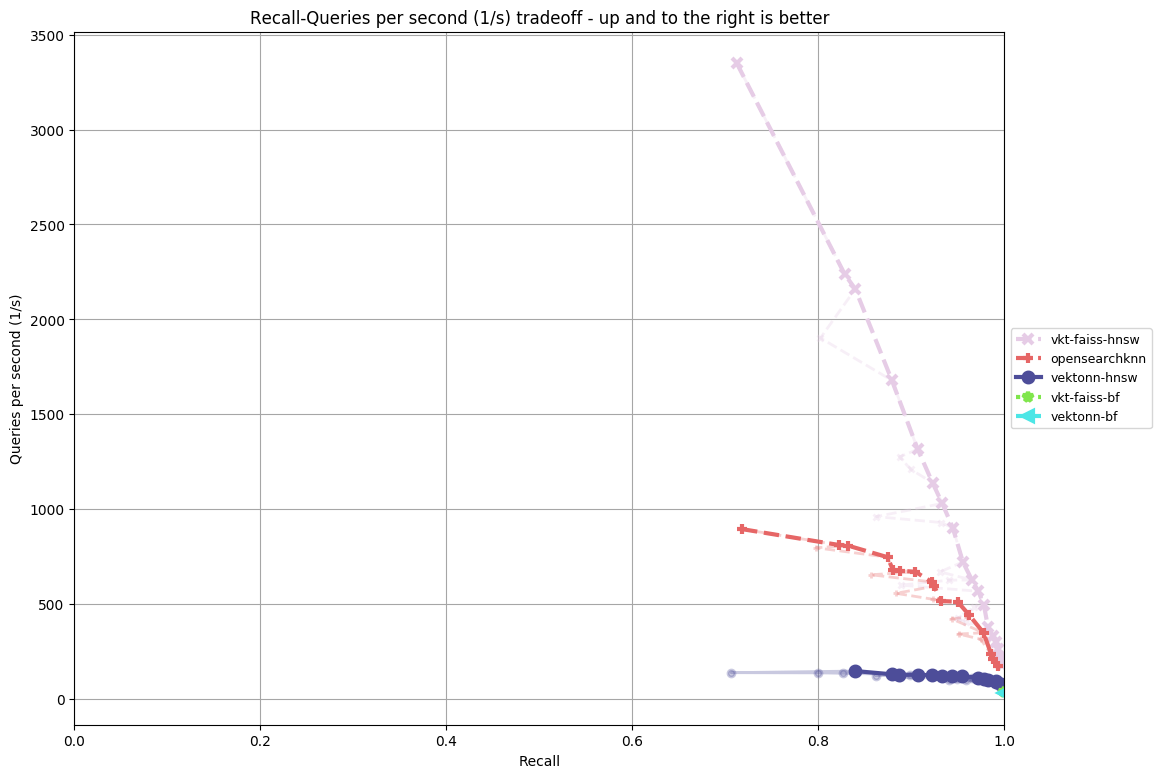 Recall-Queries per second (1/s) tradeoff - up and to the right is better
3500
3000
2500
2000
1500
1000
500
0
Queries per second (1/s)
0.0
0.2
0.4
0.6
0.8
1.0
Recall
vkt-faiss-hnsw
opensearchknn
vektonn-hnsw
vkt-faiss-bf
vektonn-bf